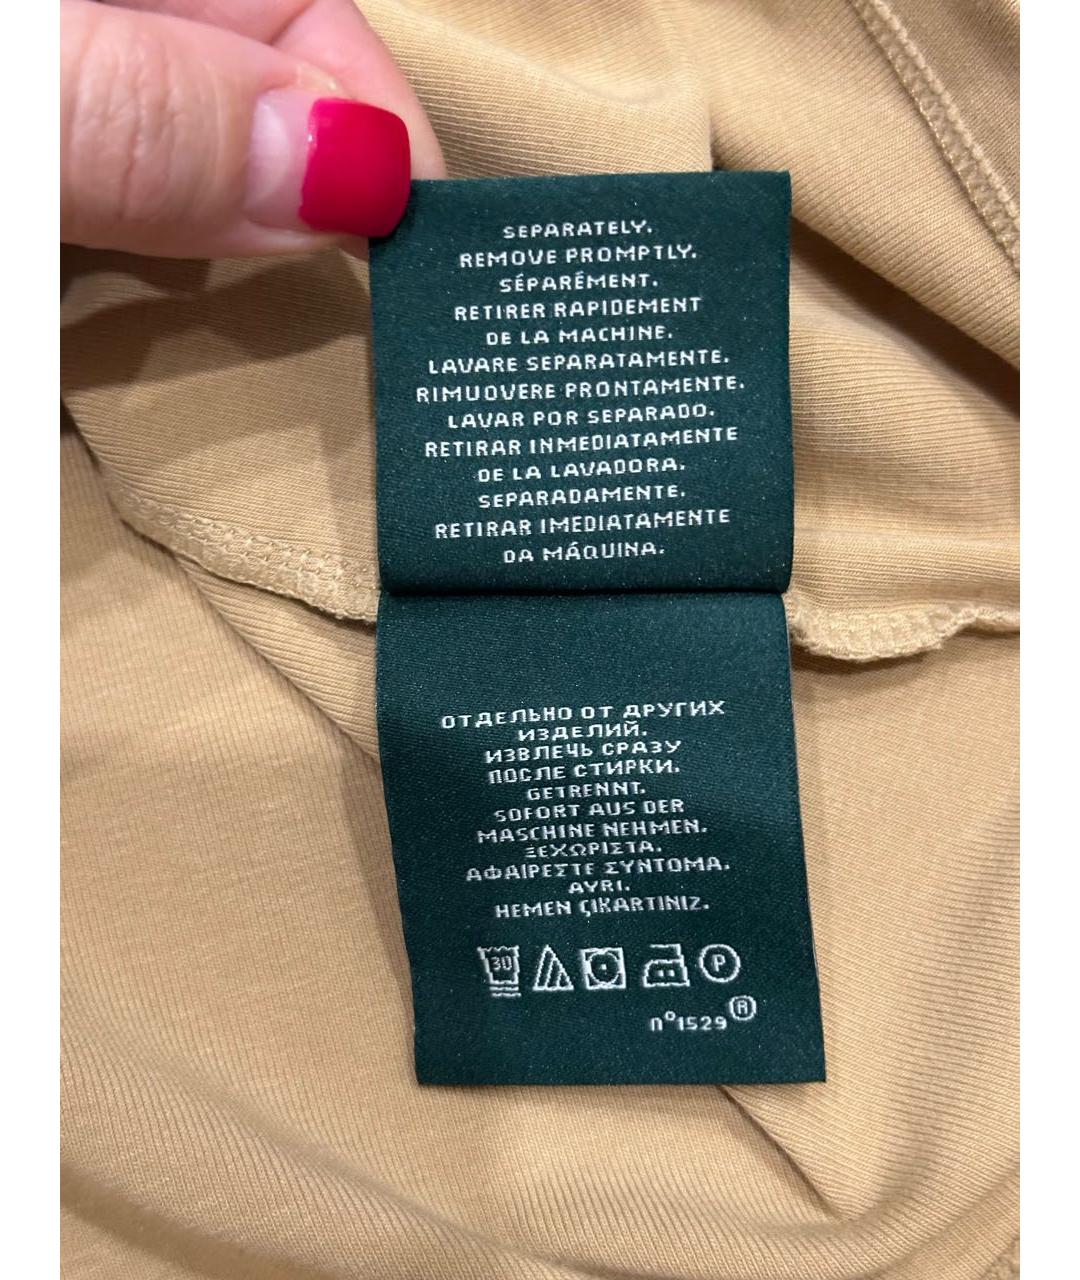 SEPARATELY.
REMOVE PROMPTLY.
SÉPARÉMENT.
RETIRER RAPIDEMENT
DE LA MACHINE.
LAVARE SEPARATAMENTE.
RIMUOVERE PRONTAMENTE.
LAVAR POR SEPARADO.
RETIRAR INMEDIATAMENTE
DE LA LAVADORA.
SEPARADAMENTE.
RETIRAR IMEDIATAMENTE
DA MÁQUINA.
ОТДЕЛЬНО ОТ ДРУГИХ
ИЗДЕЛИЙ.
ИЗВЛЕЧЬ СРАЗУ
ПОСЛЕ СТИРКИ.
GETRENNT.
SOFORT AUS DER
MASCHINE NEHMEN.
ΞΕΧΩΡΙΣΤΑ.
ΑΦΑΙΡΕΣΤΕ ΣΥΝΤΟΜΑ.
AYRI.
HEMEN ÇIKARTINIZ.
30 P
nº1529®